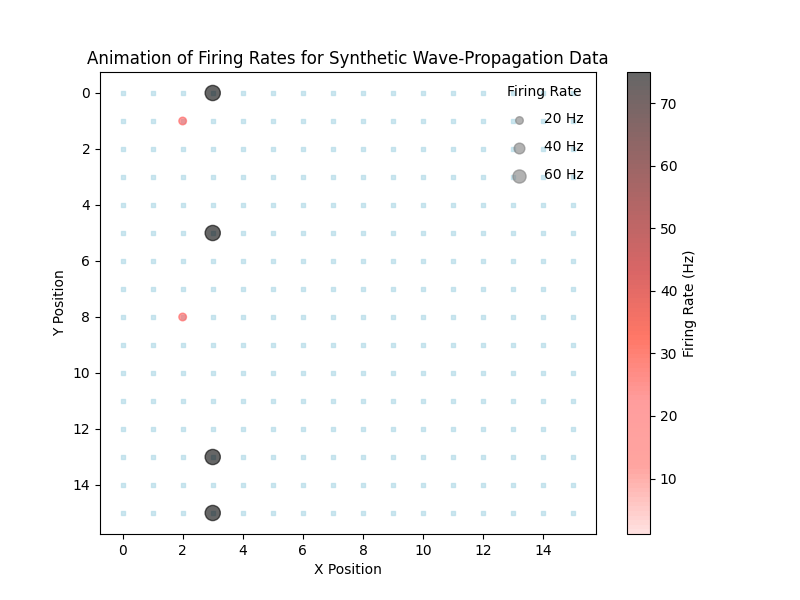 Animation of Firing Rates for Synthetic Wave-Propagation Data
Firing Rate
20 Hz
40 Hz
60 Hz
0
2
4
6
8
10
12
14
Y Position
0 2 4 6 8 10 12 14
X Position
70
60
50
40
30
20
10
Firing Rate (Hz)